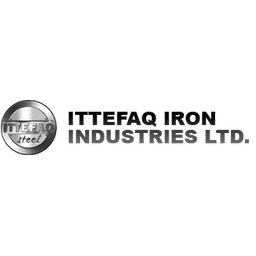 ITTEFAQ
steel
ITTEFAQ IRON
INDUSTRIES LTD.